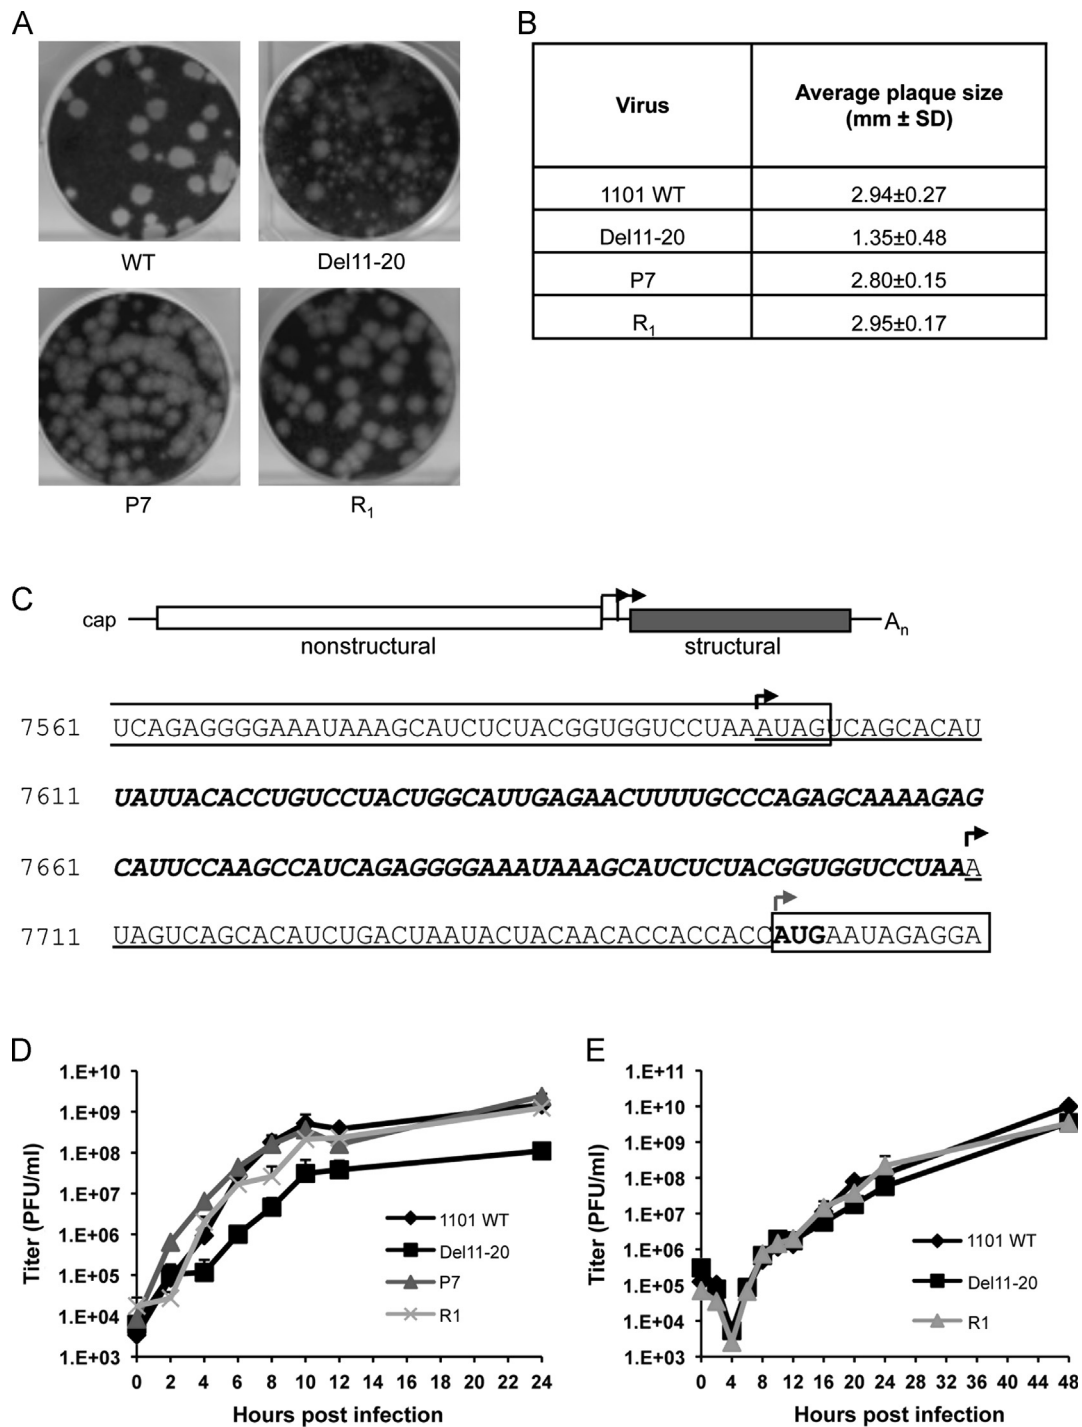 A
WT
Del11-20
P7
R1
B
Virus
Average plaque size
(mm ± SD)
1101 WT
2.94±0.27
Del11-20
1.35±0.48
P7
2.80±0.15
R1
2.95±0.17
C
cap
An
nonstructural
structural
7561 UCAGAGGGGAAAUAAAGCAUCUCUACGGUGGUCCUAAAUAGUCAGCACAU
7611 UAUUACACCUGUCCUACUGGCAUUGAGAACUUUUGCCCAGAGCAAAAGAG
7661 CAUUCCAAGCCAUCAGAGGGGAAAUAAAGCAUCUCUACGGUGGUCCUAAA
7711 UAGUCAGCACAUCUGACUAAUACUACAACACCACCACCAUGAAUAGAGGA
D
1.E+10
1.E+09
1.E+08
1.E+07
1.E+06
1.E+05
1.E+04
1.E+03
Titer (PFU/ml)
0 2 4 6 8 10 12 14 16 18 20 22 24
Hours post infection
1101 WT
Del11-20
P7
R1
E
1.E+11
1.E+10
1.E+09
1.E+08
1.E+07
1.E+06
1.E+05
1.E+04
1.E+03
Titer (PFU/ml)
0 4 8 12 16 20 24 28 32 36 40 44 48
Hours post infection
1101 WT
Del11-20
R1